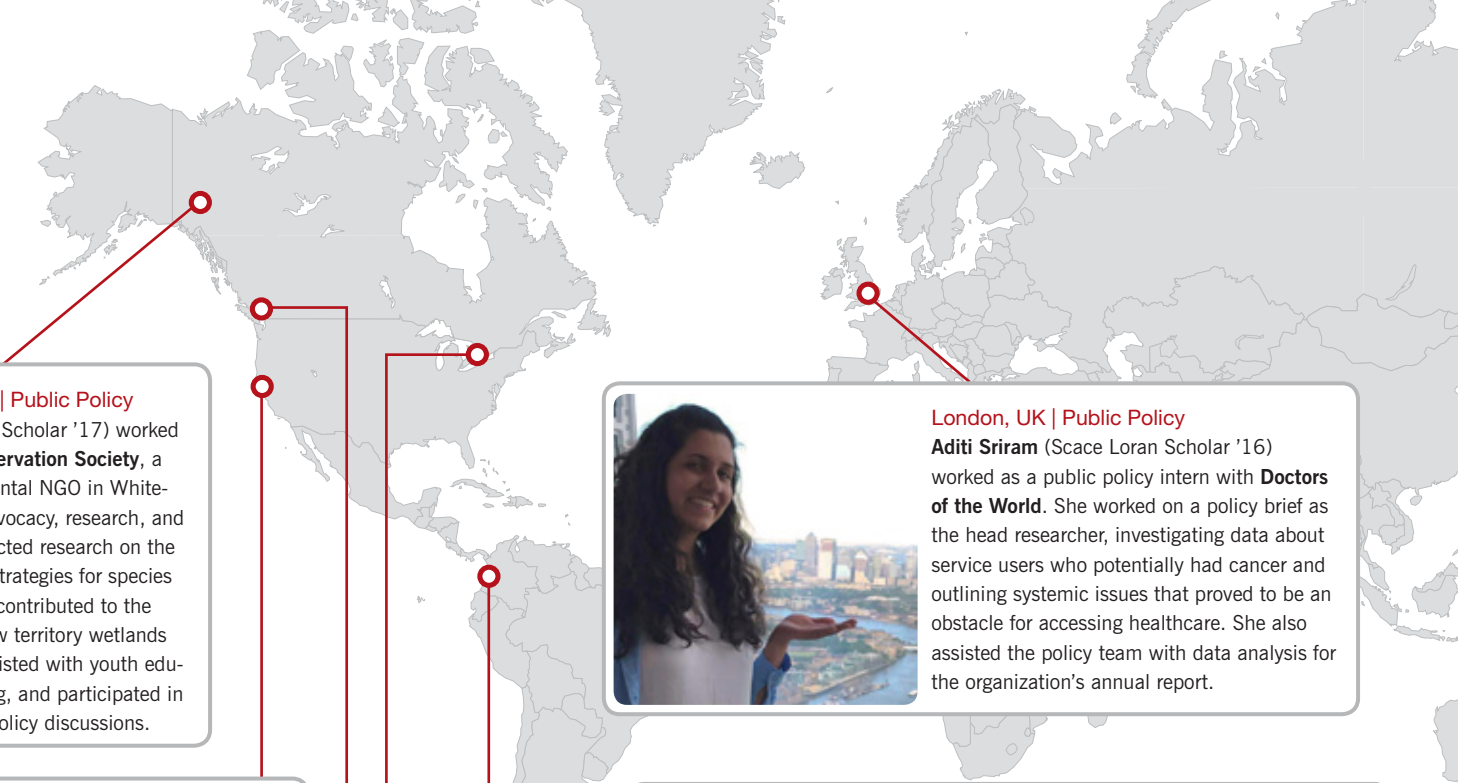 | Public Policy
Scholar ’17) worked
ervation Society, a
ntal NGO in White-
vocacy, research, and
cted research on the
trategies for species
contributed to the
w territory wetlands
isted with youth edu-
g, and participated in
olicy discussions.
London, UK | Public Policy
Aditi Sriram (Scace Loran Scholar ’16)
worked as a public policy intern with Doctors
of the World. She worked on a policy brief as
the head researcher, investigating data about
service users who potentially had cancer and
outlining systemic issues that proved to be an
obstacle for accessing healthcare. She also
assisted the policy team with data analysis for
the organization’s annual report.